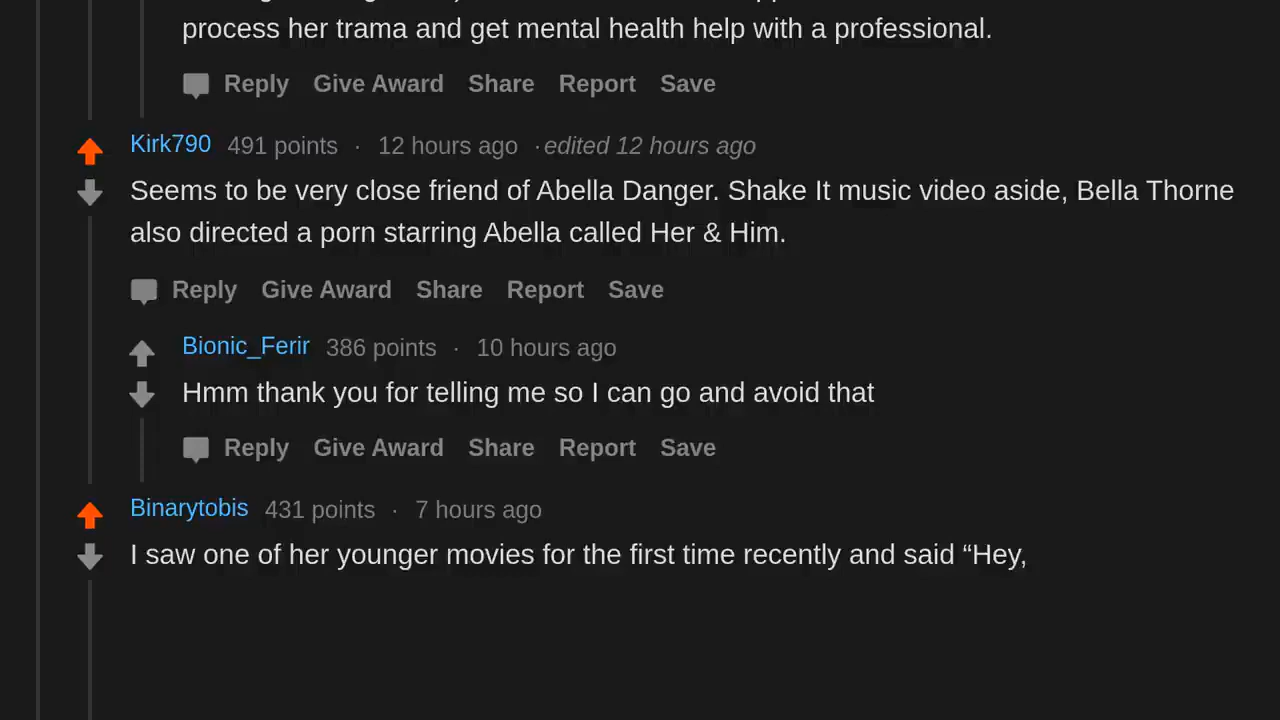 process her trama and get mental health help with a professional.
Reply Give Award Share Report Save
Kirk790 491 points · 12 hours ago · edited 12 hours ago
Seems to be very close friend of Abella Danger. Shake It music video aside, Bella Thorne
also directed a porn starring Abella called Her & Him.
Reply Give Award Share Report Save
Bionic_Ferir 386 points · 10 hours ago
Hmm thank you for telling me so I can go and avoid that
Reply Give Award Share Report Save
Binarytobis 431 points · 7 hours ago
I saw one of her younger movies for the first time recently and said “Hey,